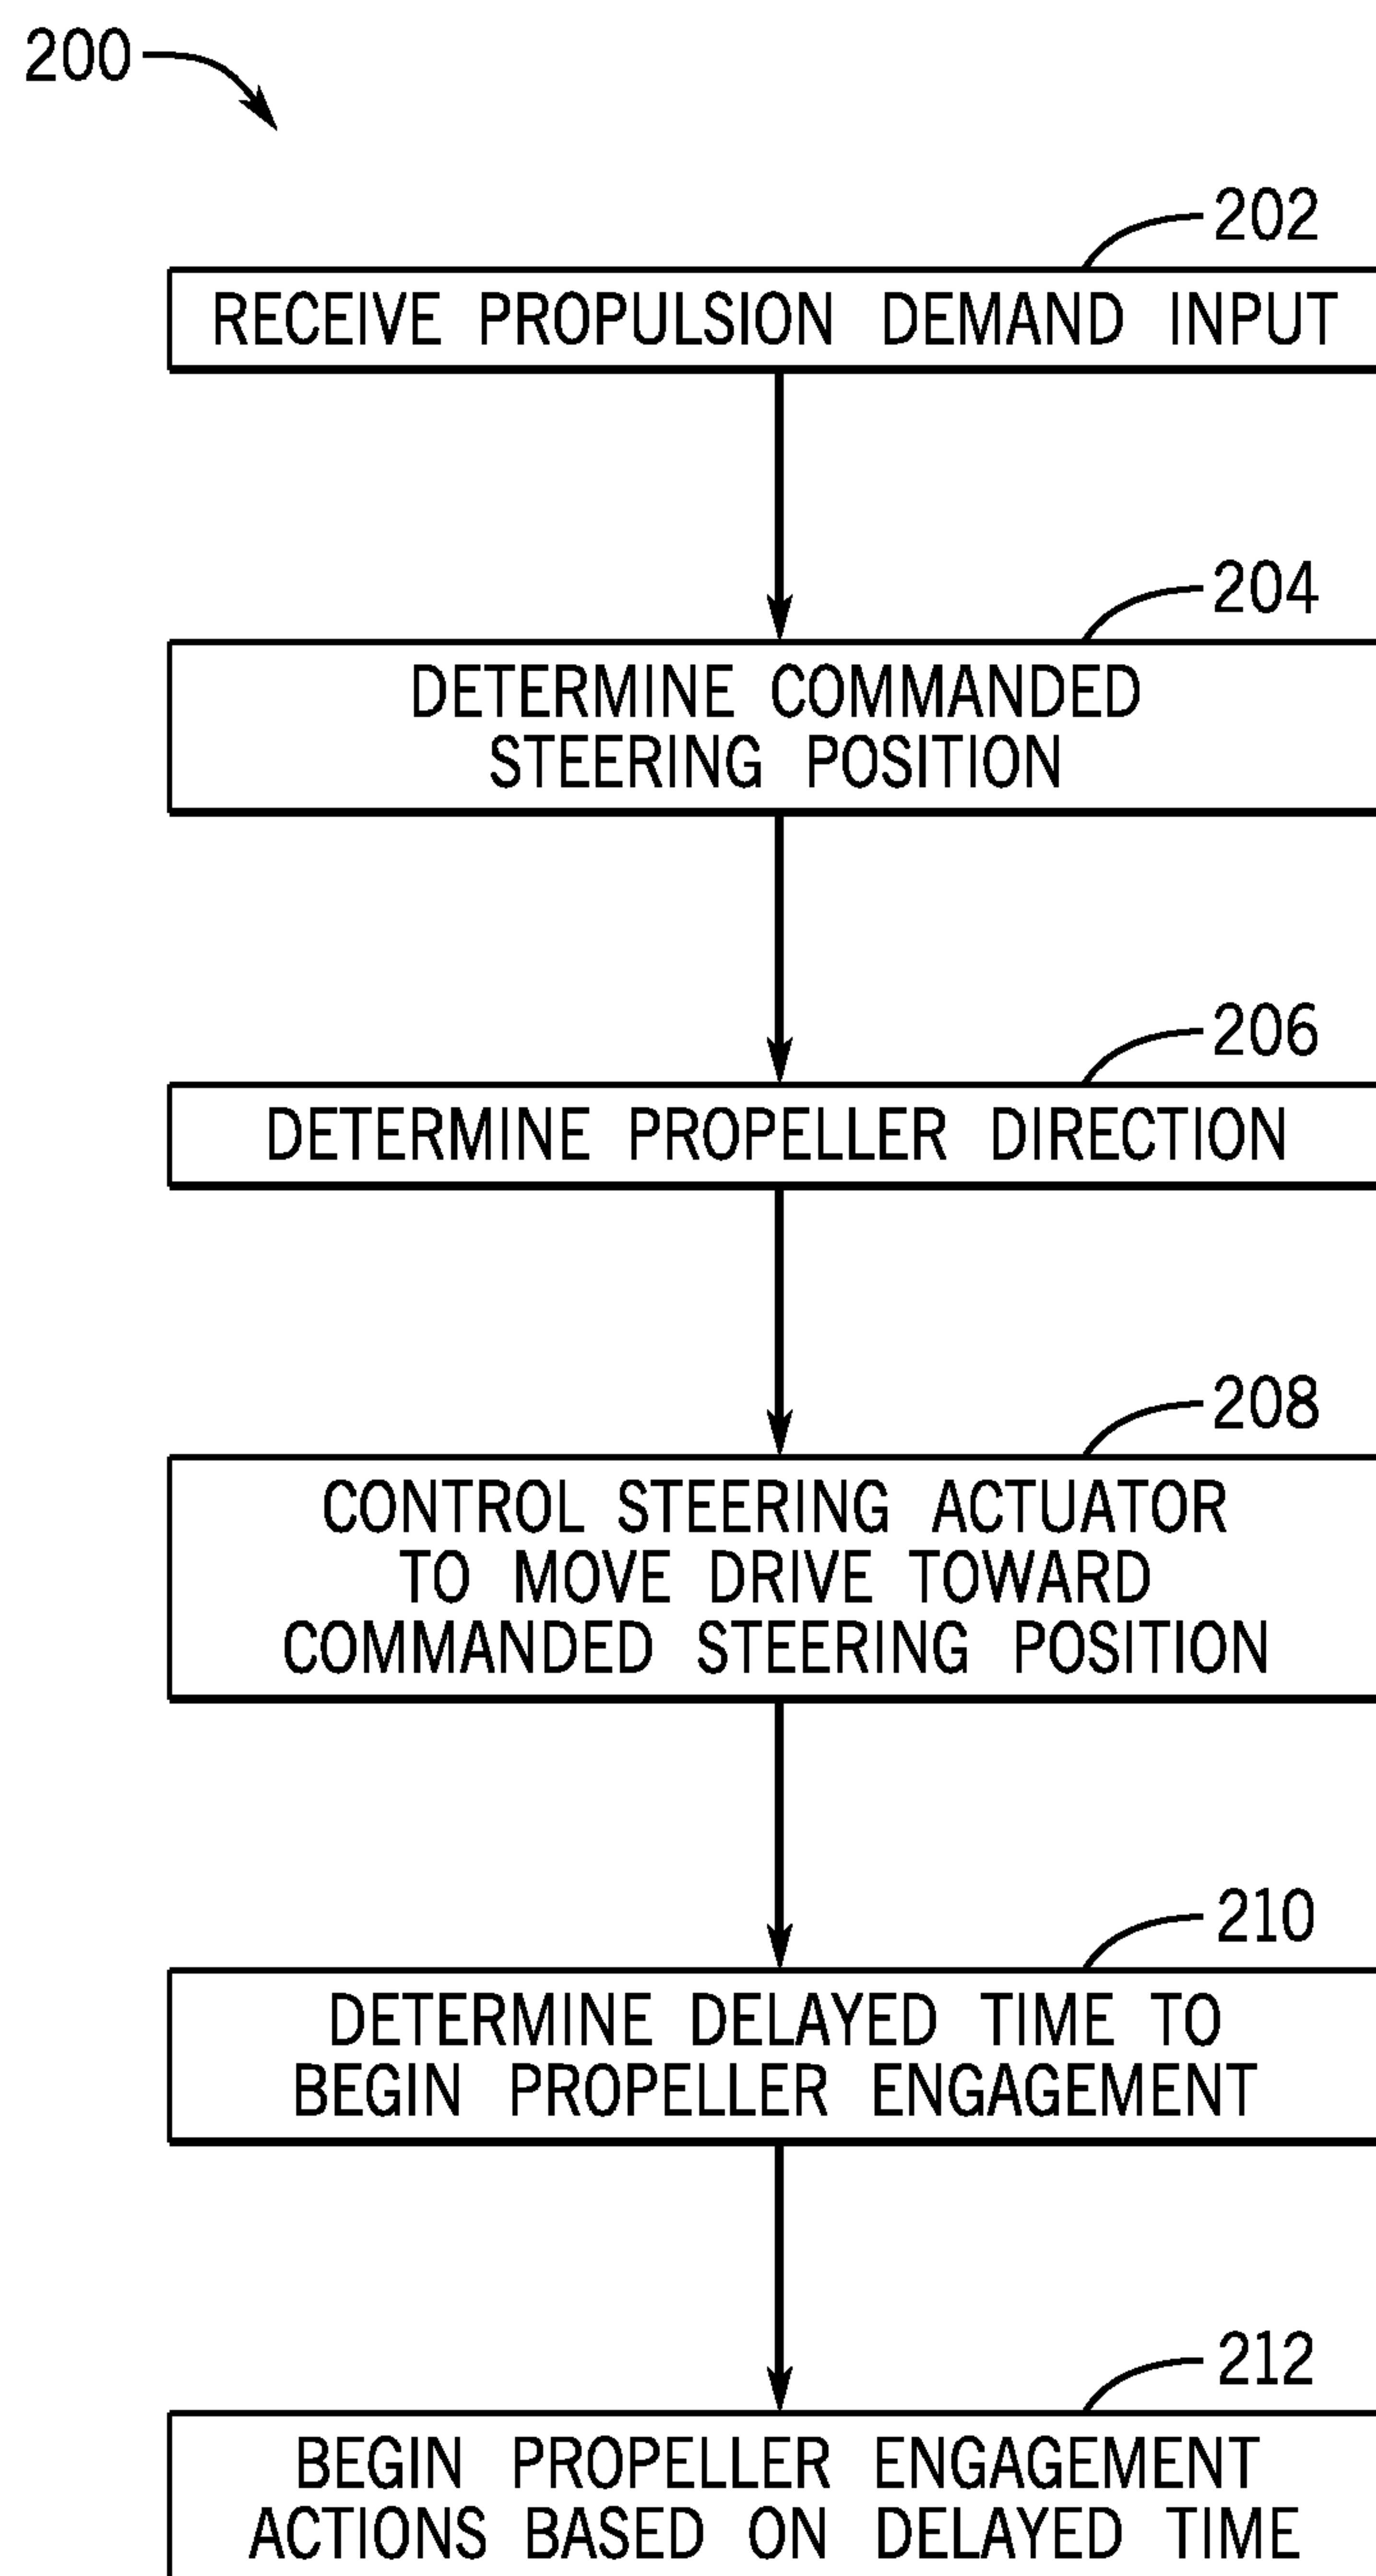 200
202
RECEIVE PROPULSION DEMAND INPUT
204
DETERMINE COMMANDED
STEERING POSITION
206
DETERMINE PROPELLER DIRECTION
208
CONTROL STEERING ACTUATOR
TO MOVE DRIVE TOWARD
COMMANDED STEERING POSITION
210
DETERMINE DELAYED TIME TO
BEGIN PROPELLER ENGAGEMENT
212
BEGIN PROPELLER ENGAGEMENT
ACTIONS BASED ON DELAYED TIME